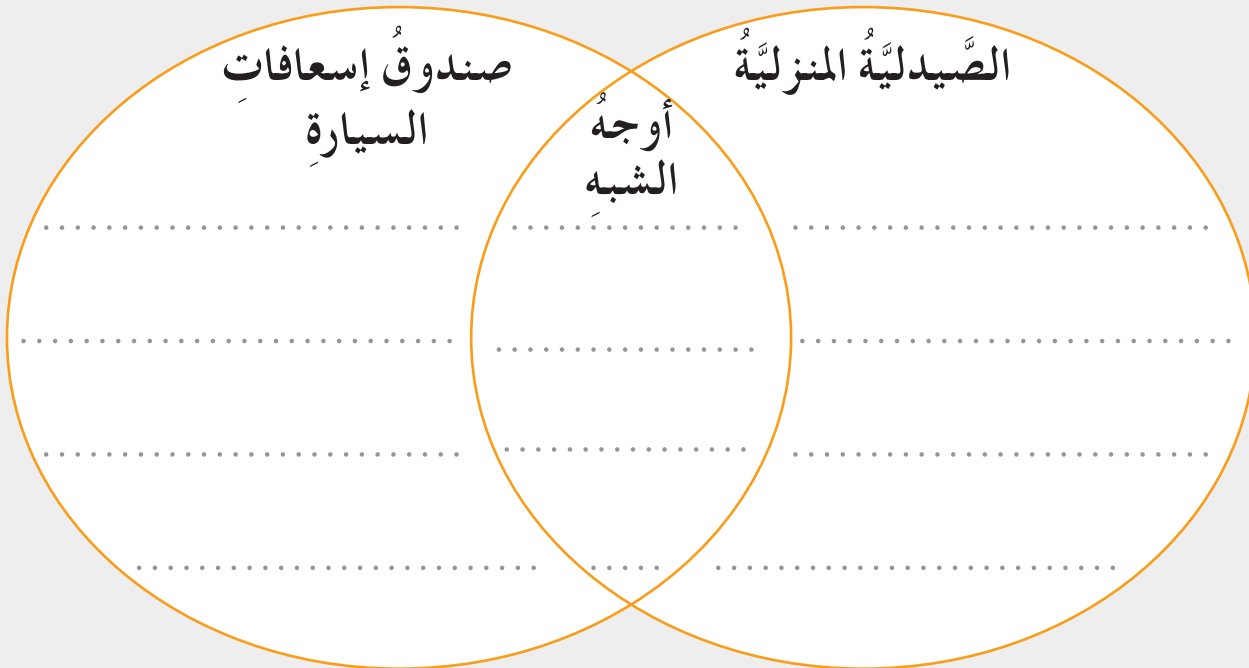 الصَّيدليَّةُ المنزليَّةُ
أوجهُ
الشبهِ
صندوقُ إسعافاتِ
السيارةِ